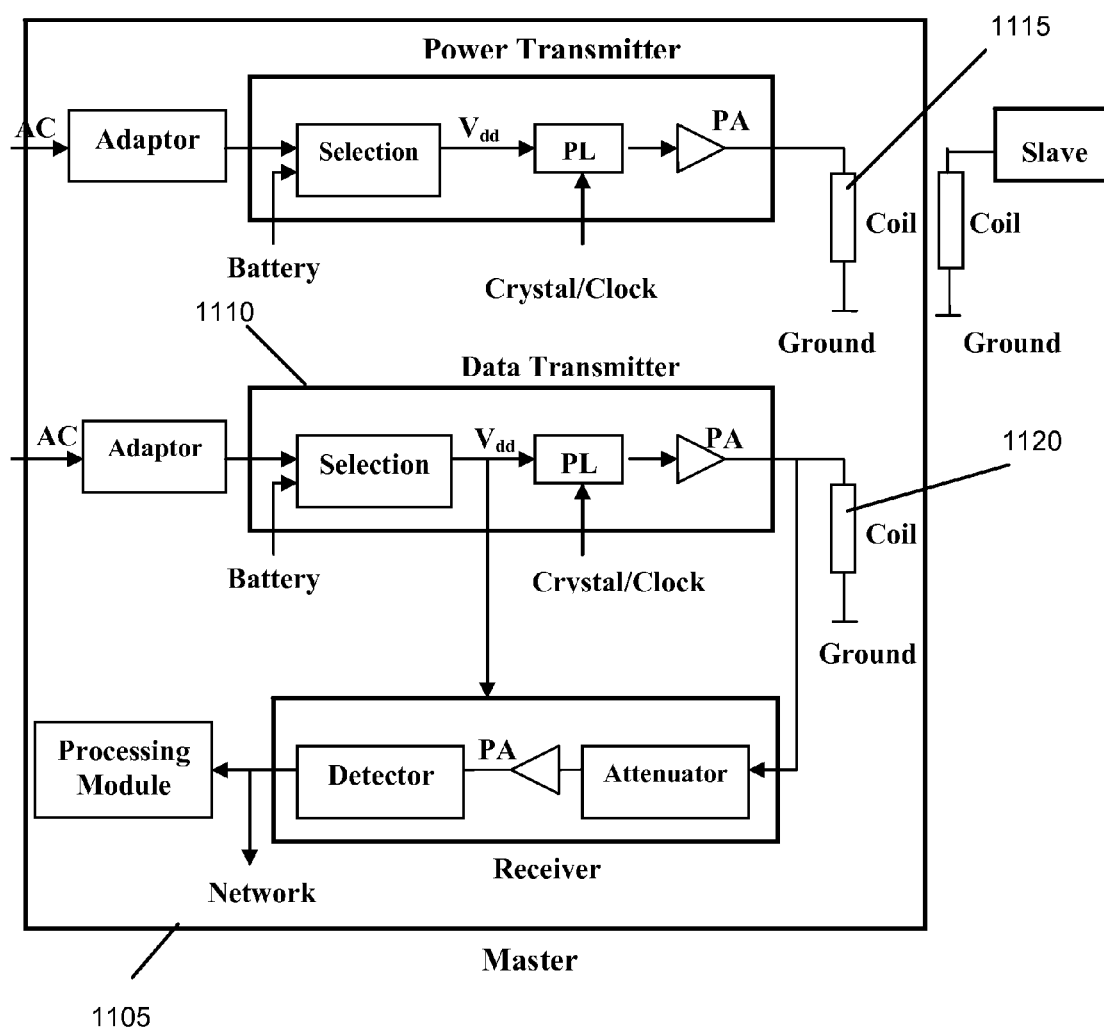 1115
Power Transmitter
AC
Adaptor
Selection
Vdd
PL
PA
Slave
Coil
Coil
Battery
Crystal/Clock
1110
Ground
Ground
Data Transmitter
AC
Adaptor
Selection
Vdd
PL
PA
1120
Coil
Battery
Crystal/Clock
Ground
Processing
Module
Detector
PA
Attenuator
Receiver
Network
Master
1105